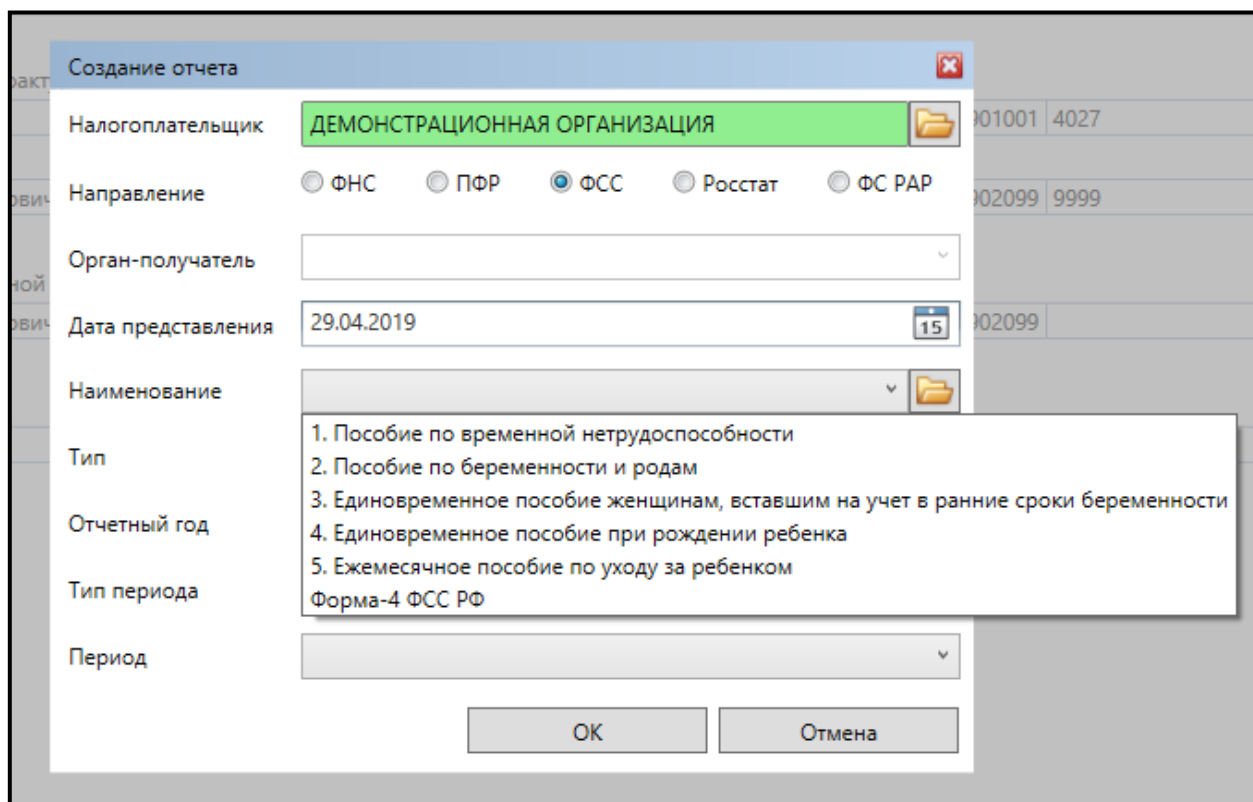 Создание отчета
Налогоплательщик ДЕМОНСТРАЦИОННАЯ ОРГАНИЗАЦИЯ
901001 4027
Направление ФНС ПФР ФСС Росстат ФС РАР
902099 9999
Орган-получатель
ной
Дата представления 29.04.2019 15
902099
Наименование
1. Пособие по временной нетрудоспособности
2. Пособие по беременности и родам
3. Единовременное пособие женщинам, вставшим на учет в ранние сроки беременности
4. Единовременное пособие при рождении ребенка
5. Ежемесячное пособие по уходу за ребенком
Форма-4 ФСС РФ
Тип
Отчетный год
Тип периода
Период
ОК Отмена